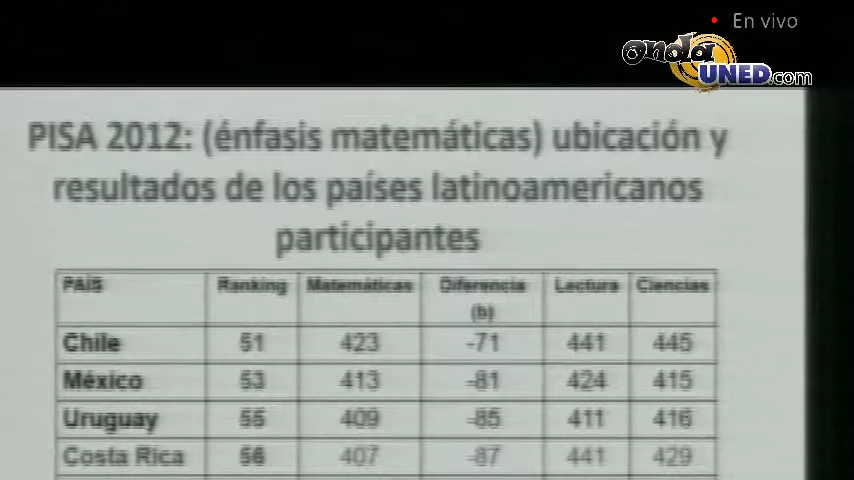 En vivo
onda
UNED.com
PISA 2012: (énfasis matemáticas) ubicación y
resultados de los países latinoamericanos
participantes
PAÍS Ranking Matemáticas Diferencia (b) Lectura Ciencias
Chile 51 423 -71 441 445
México 53 413 -81 424 415
Uruguay 55 409 -85 411 416
Costa Rica 56 407 -87 441 429